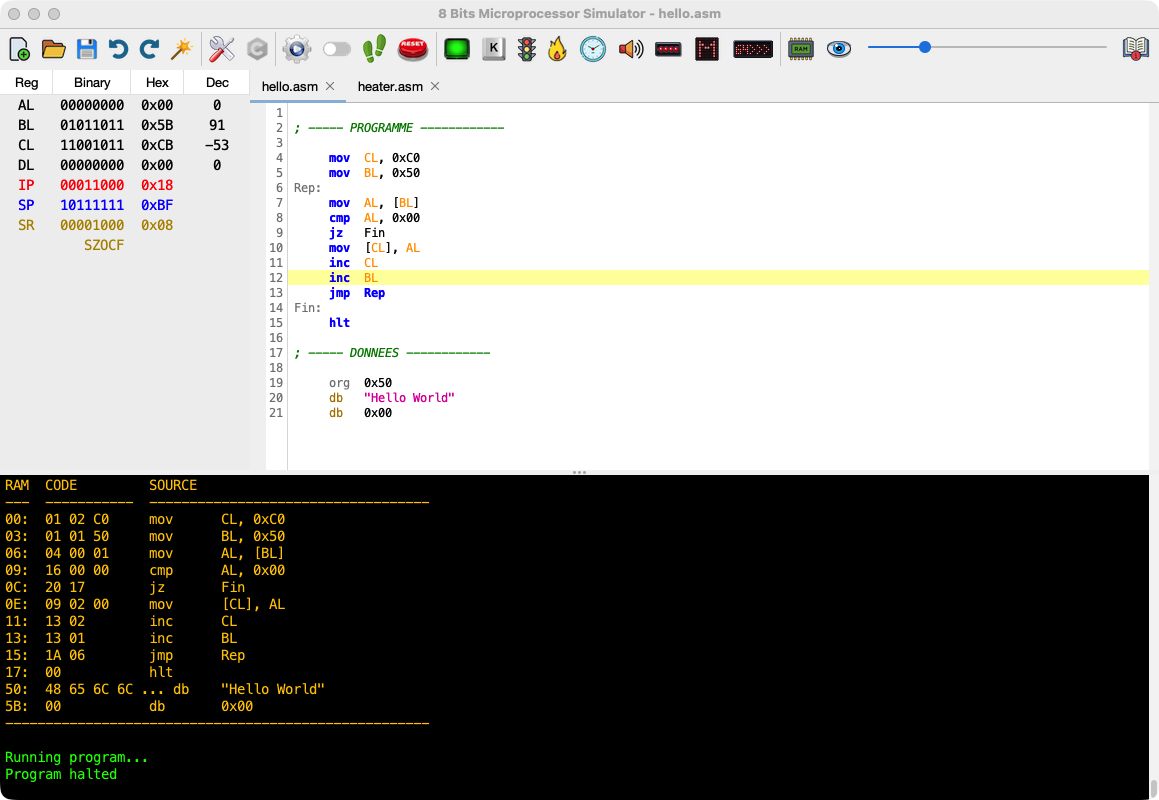 8 Bits Microprocessor Simulator - hello.asm
RESET K RAM
Reg Binary Hex Dec
AL 00000000 0x00 0
BL 01011011 0x5B 91
CL 11001011 0xCB -53
DL 00000000 0x00 0
IP 00011000 0x18
SP 10111111 0xBF
SR 00001000 0x08
SZOCF
hello.asm × heater.asm ×
1
2 ; ----- PROGRAMME ------------
3
4 mov CL, 0xC0
5 mov BL, 0x50
6 Rep:
7 mov AL, [BL]
8 cmp AL, 0x00
9 jz Fin
10 mov [CL], AL
11 inc CL
12 inc BL
13 jmp Rep
14 Fin:
15 hlt
16
17 ; ----- DONNEES ------------
18
19 org 0x50
20 db "Hello World"
21 db 0x00
RAM CODE SOURCE
--- ----------- -----------------------------------
00: 01 02 C0 mov CL, 0xC0
03: 01 01 50 mov BL, 0x50
06: 04 00 01 mov AL, [BL]
09: 16 00 00 cmp AL, 0x00
0C: 20 17 jz Fin
0E: 09 02 00 mov [CL], AL
11: 13 02 inc CL
13: 13 01 inc BL
15: 1A 06 jmp Rep
17: 00 hlt
50: 48 65 6C 6C ... db "Hello World"
5B: 00 db 0x00
-----------------------------------------------------
Running program...
Program halted